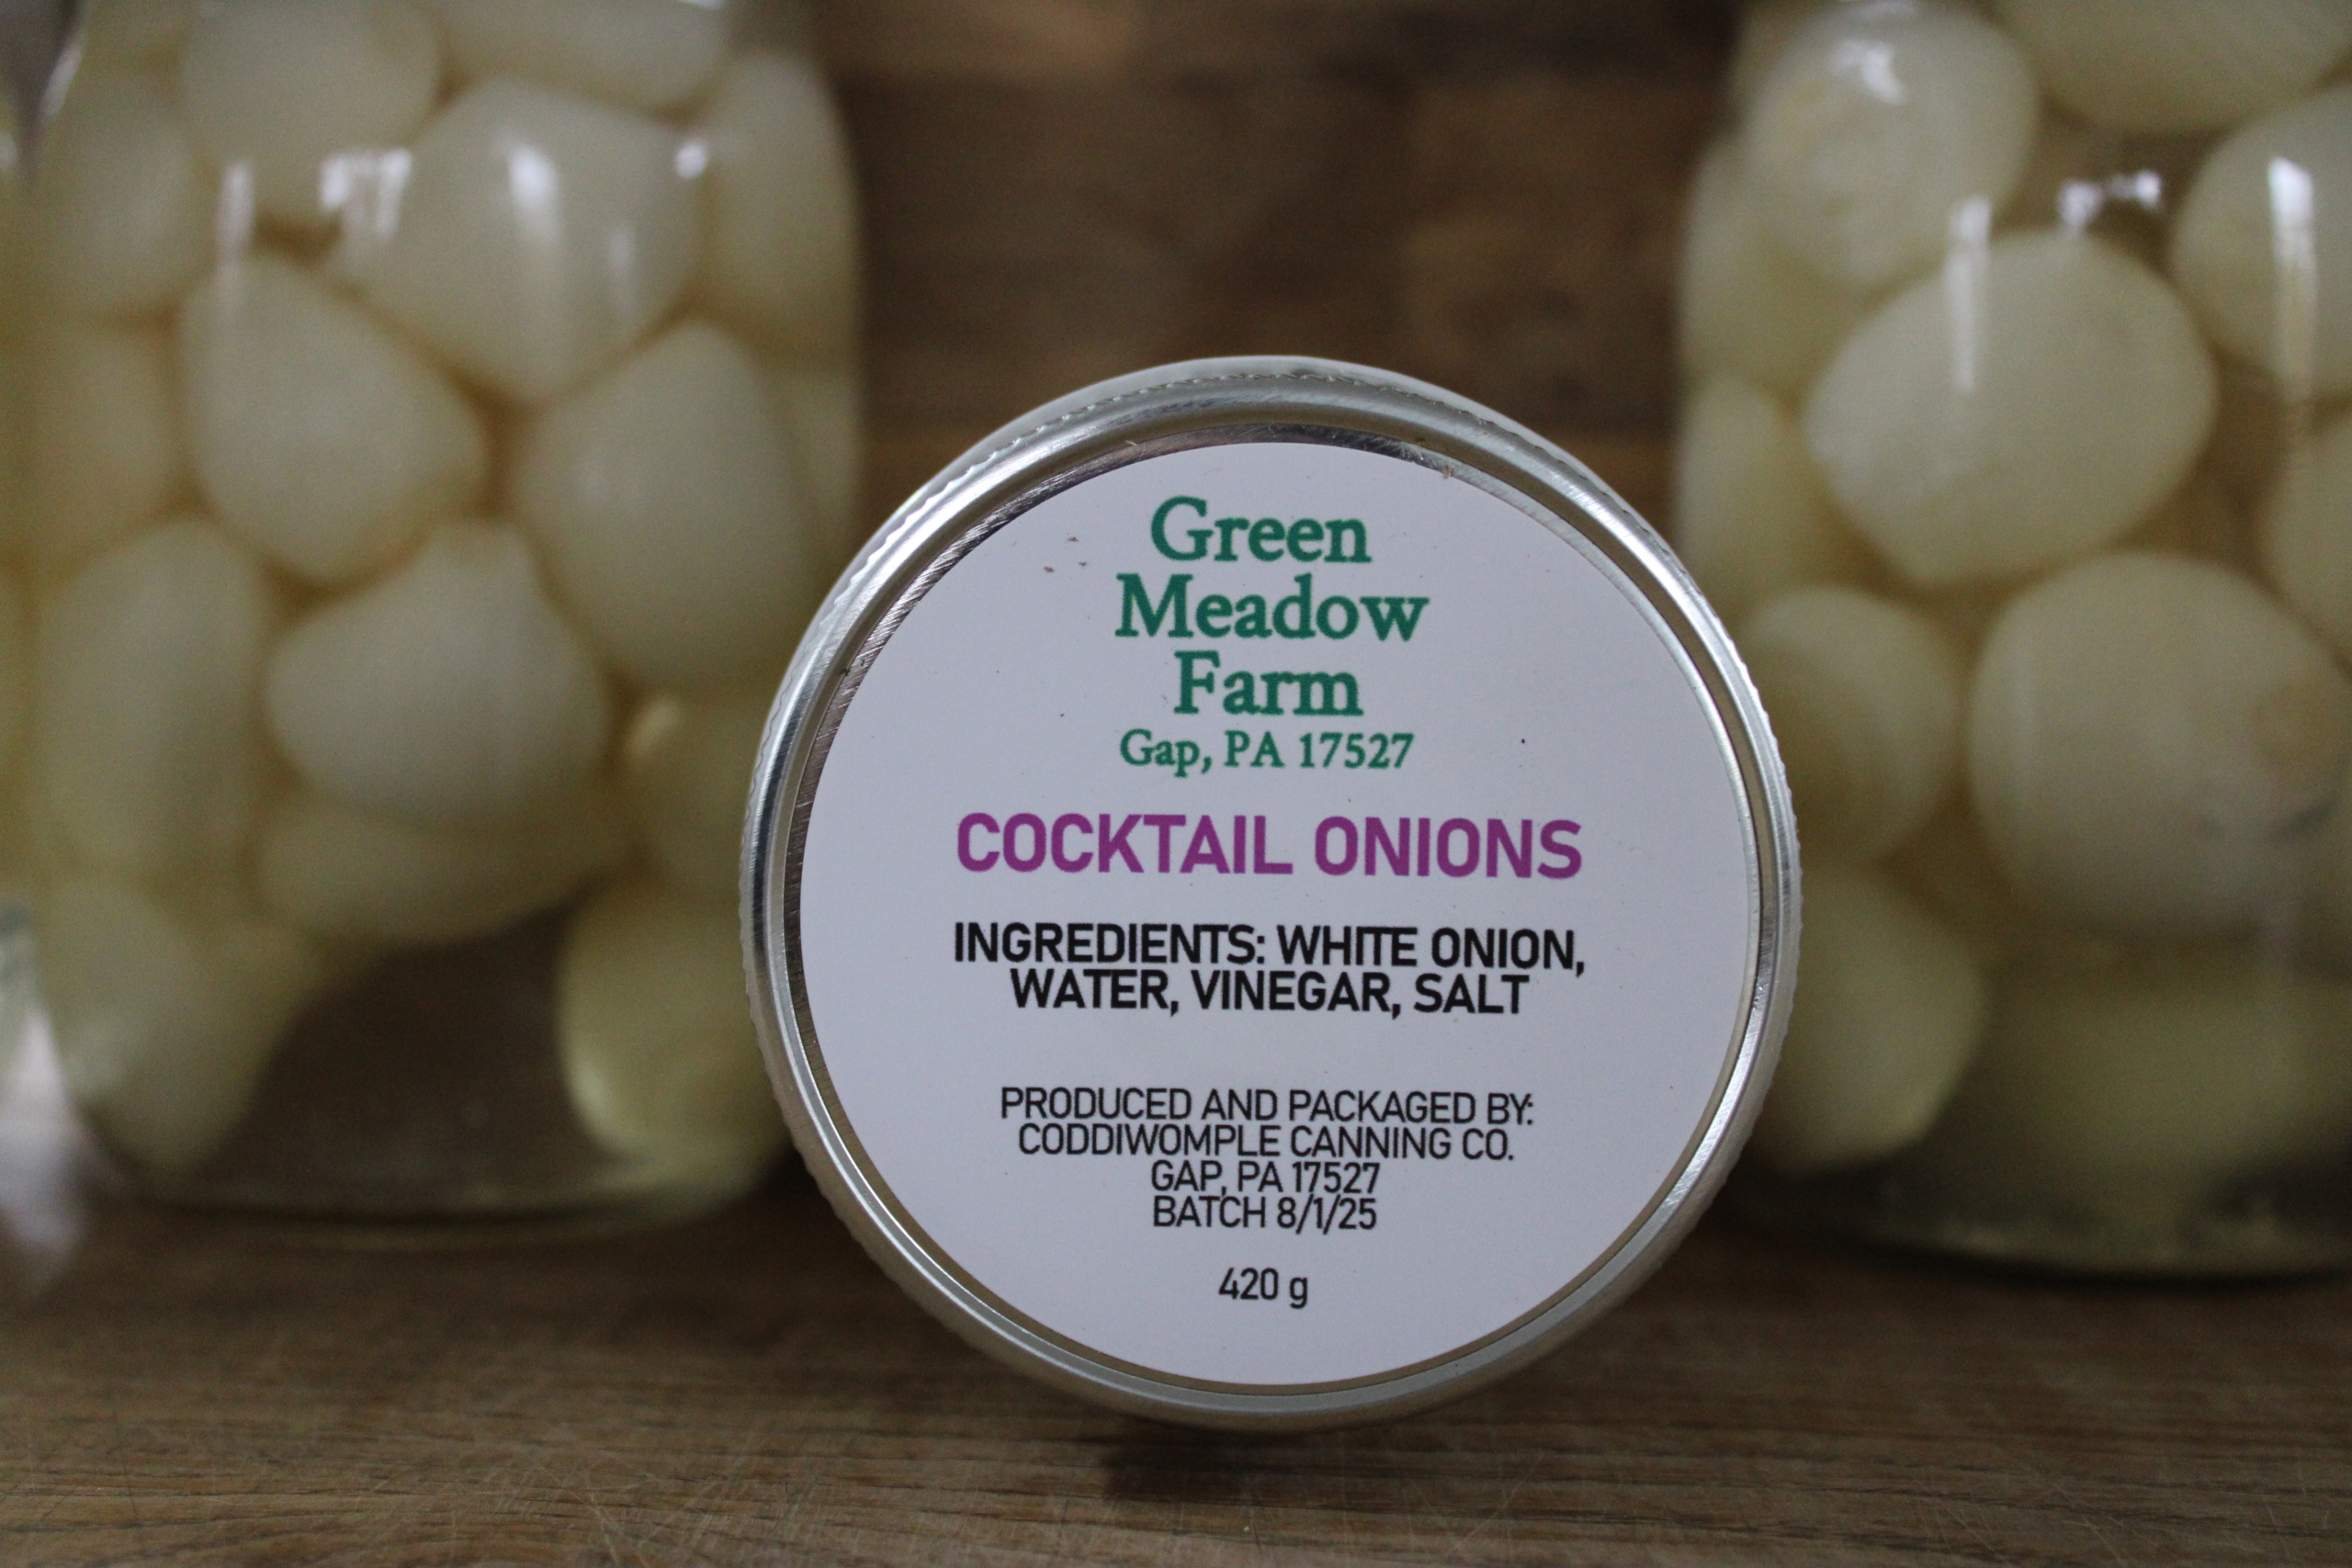 Green
Meadow
Farm
Gap, PA 17527
COCKTAIL ONIONS
INGREDIENTS: WHITE ONION,
WATER, VINEGAR, SALT
PRODUCED AND PACKAGED BY:
CODDIWOMPLE CANNING CO.
GAP, PA 17527
BATCH 8/1/25
420 g